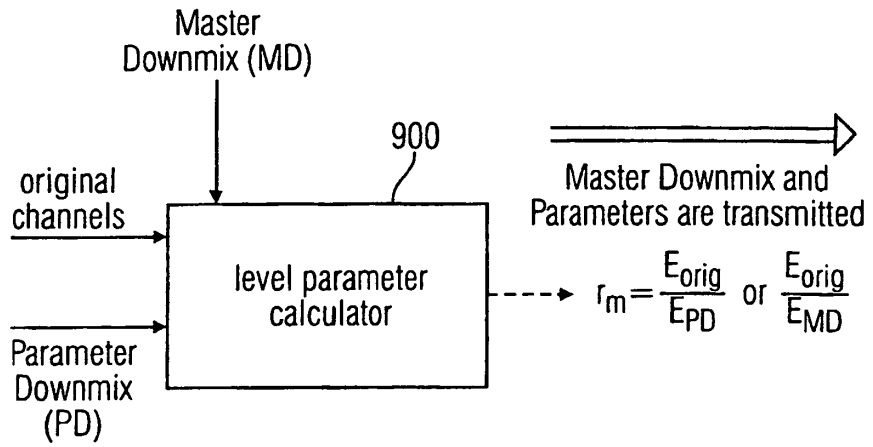 Master
Downmix (MD)
900
original
channels
Master Downmix and
Parameters are transmitted
level parameter
calculator
r_m = E_orig/E_PD or E_orig/E_MD
Parameter
Downmix
(PD)